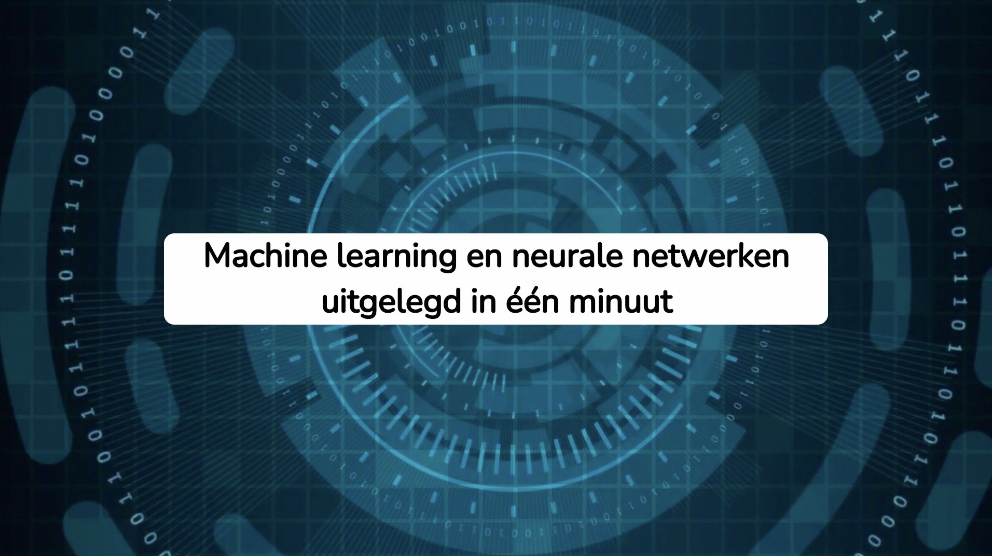 Machine learning en neurale netwerken
uitgelegd in één minuut